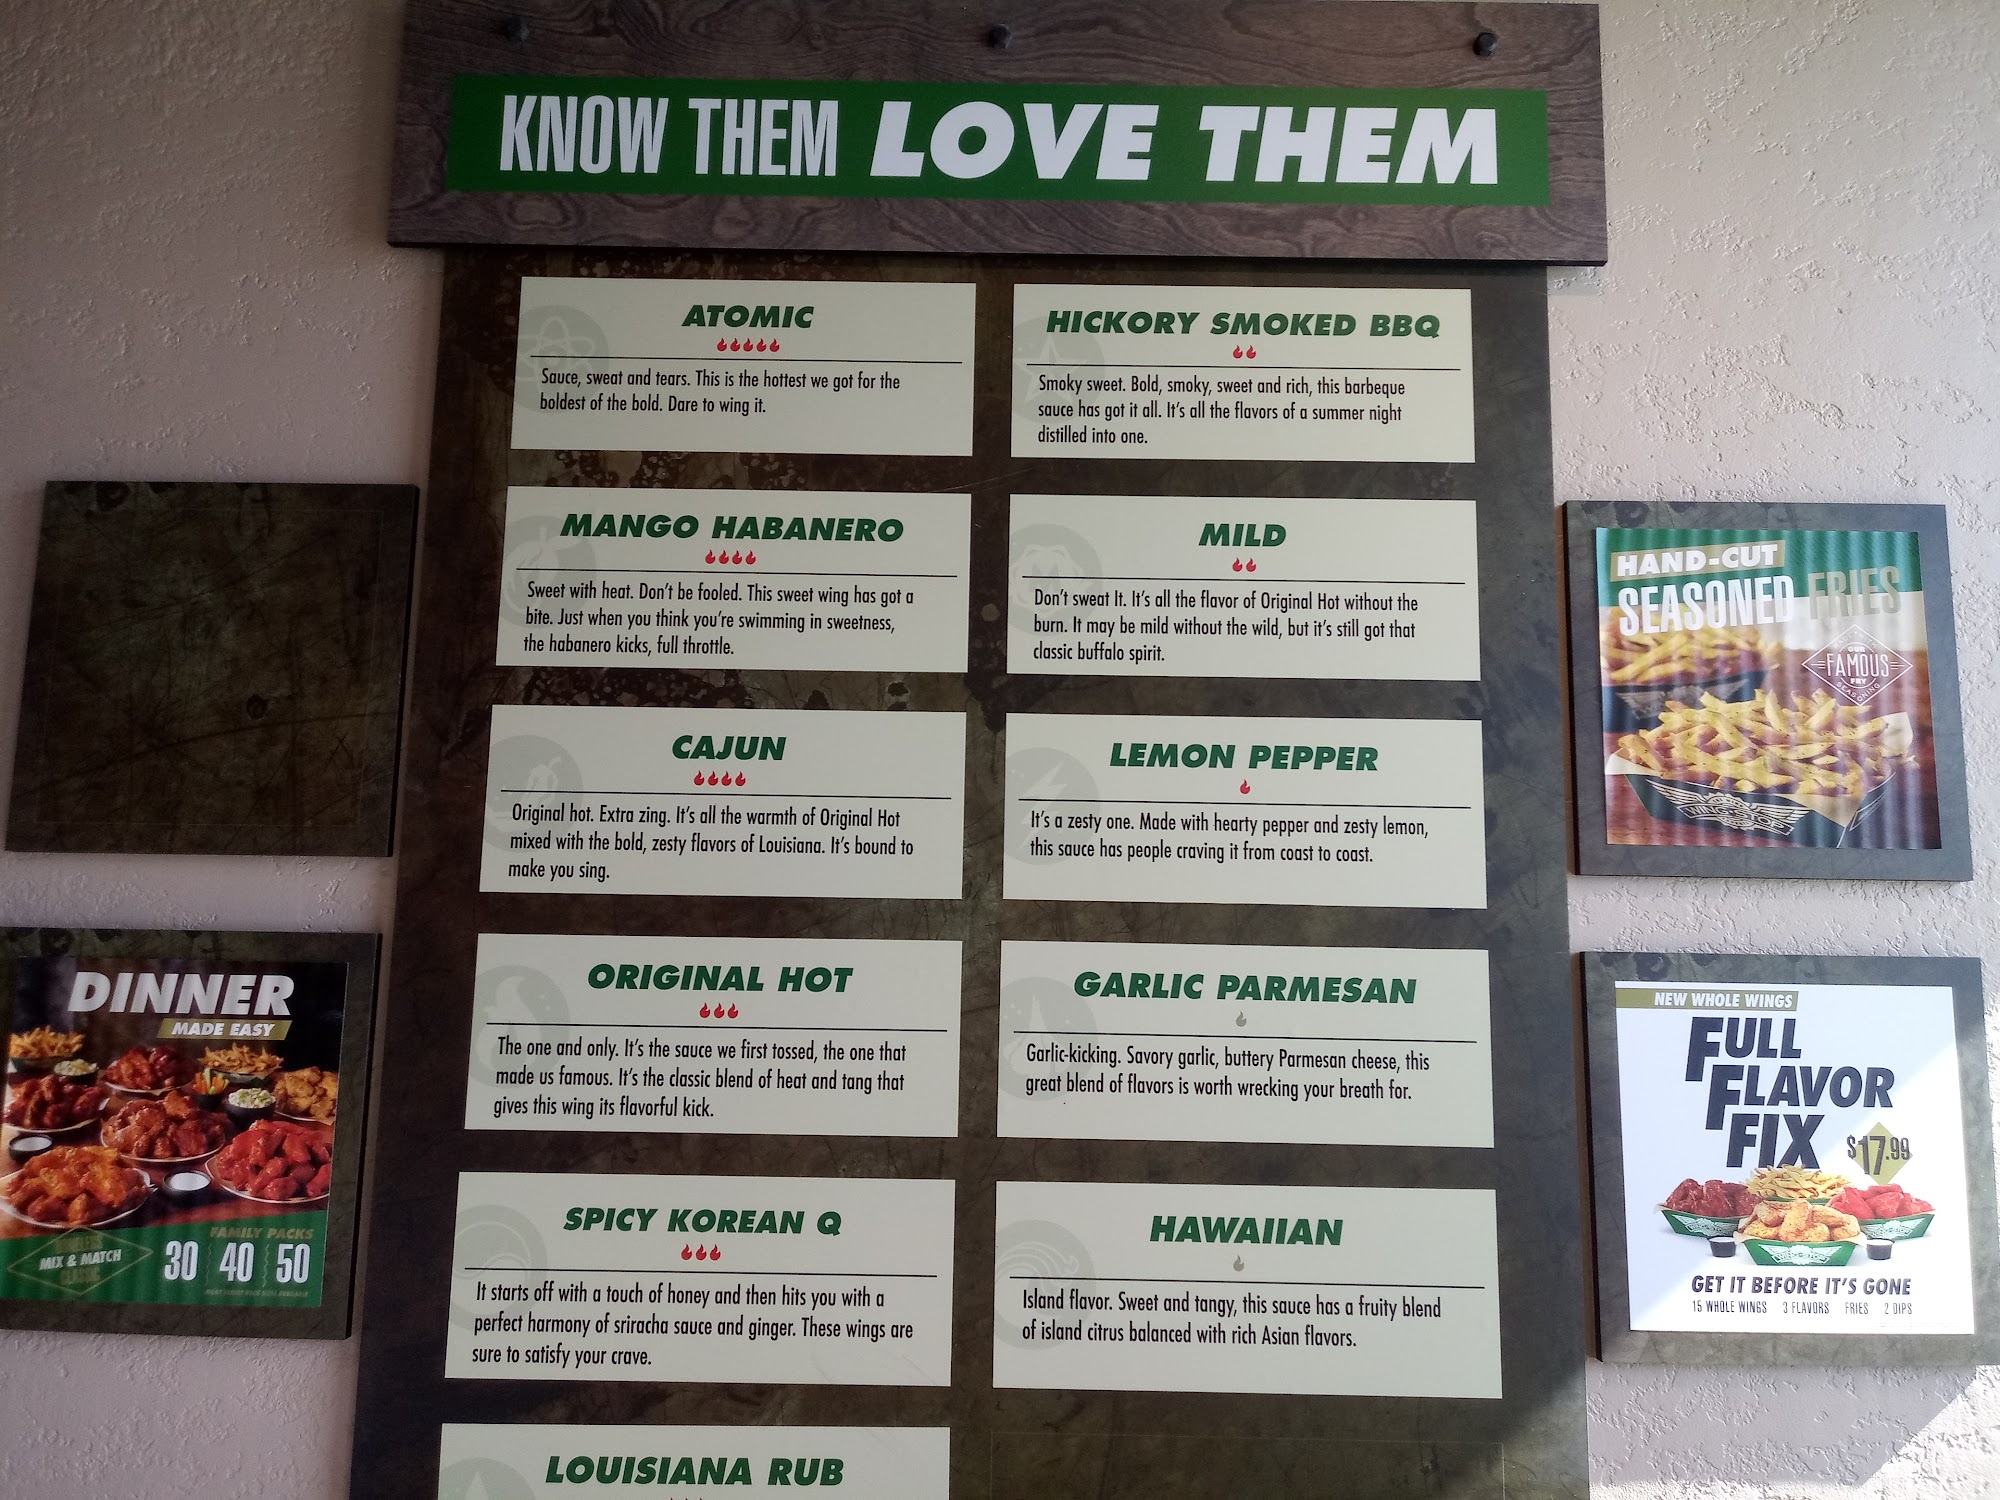 KNOW THEM LOVE THEM
ATOMIC
Sauce, sweat and tears. This is the hottest we got for the
boldest of the bold. Dare to wing it.
HICKORY SMOKED BBQ
Smoky sweet. Bold, smoky, sweet and rich, this barbeque
sauce has got it all. It's all the flavors of a summer night
distilled into one.
MANGO HABANERO
Sweet with heat. Don't be fooled. This sweet wing has got a
bite. Just when you think you're swimming in sweetness,
the habanero kicks, full throttle.
MILD
Don't sweat It. It's all the flavor of Original Hot without the
burn. It may be mild without the wild, but it's still got that
classic buffalo spirit.
CAJUN
Original hot. Extra zing. It's all the warmth of Original Hot
mixed with the bold, zesty flavors of Louisiana. It's bound to
make you sing.
LEMON PEPPER
It's a zesty one. Made with hearty pepper and zesty lemon,
this sauce has people craving it from coast to coast.
ORIGINAL HOT
The one and only. It's the sauce we first tossed, the one that
made us famous. It's the classic blend of heat and tang that
gives this wing its flavorful kick.
GARLIC PARMESAN
Garlic-kicking. Savory garlic, buttery Parmesan cheese, this
great blend of flavors is worth wrecking your breath for.
SPICY KOREAN Q
It starts off with a touch of honey and then hits you with a
perfect harmony of sriracha sauce and ginger. These wings are
sure to satisfy your crave.
HAWAIIAN
Island flavor. Sweet and tangy, this sauce has a fruity blend
of island citrus balanced with rich Asian flavors.
LOUISIANA RUB
DINNER
MADE EASY
MIX & MATCH
CLASSIC
FAMILY PACKS
30 40 50
HAND-CUT
SEASONED FRIES
OUR
FAMOUS
FRY
SEASONING
WINGSTOP
NEW WHOLE WINGS
FULL
FLAVOR
FIX
$17.99
GET IT BEFORE IT'S GONE
15 WHOLE WINGS 3 FLAVORS FRIES 2 DIPS